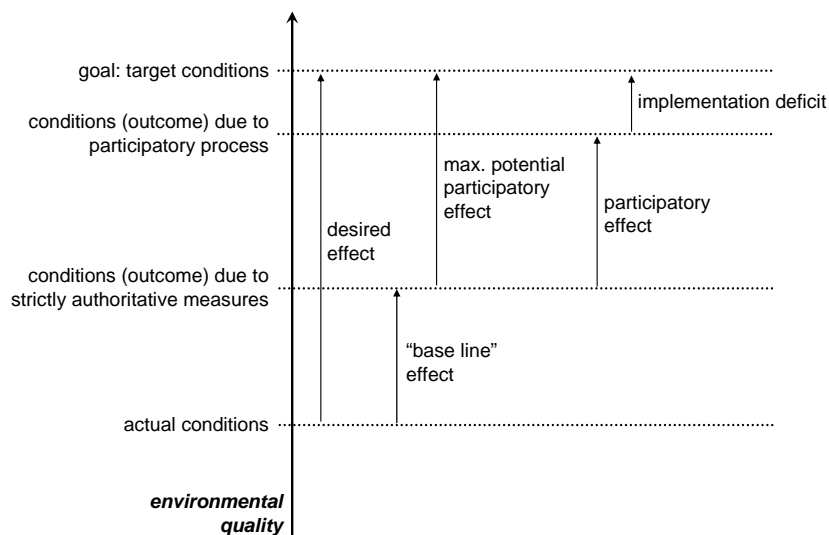 goal: target conditions
implementation deficit
conditions (outcome) due to
participatory process
max. potential
participatory
effect
participatory
effect
desired
effect
conditions (outcome) due to
strictly authoritative measures
“base line”
effect
actual conditions
environmental
quality